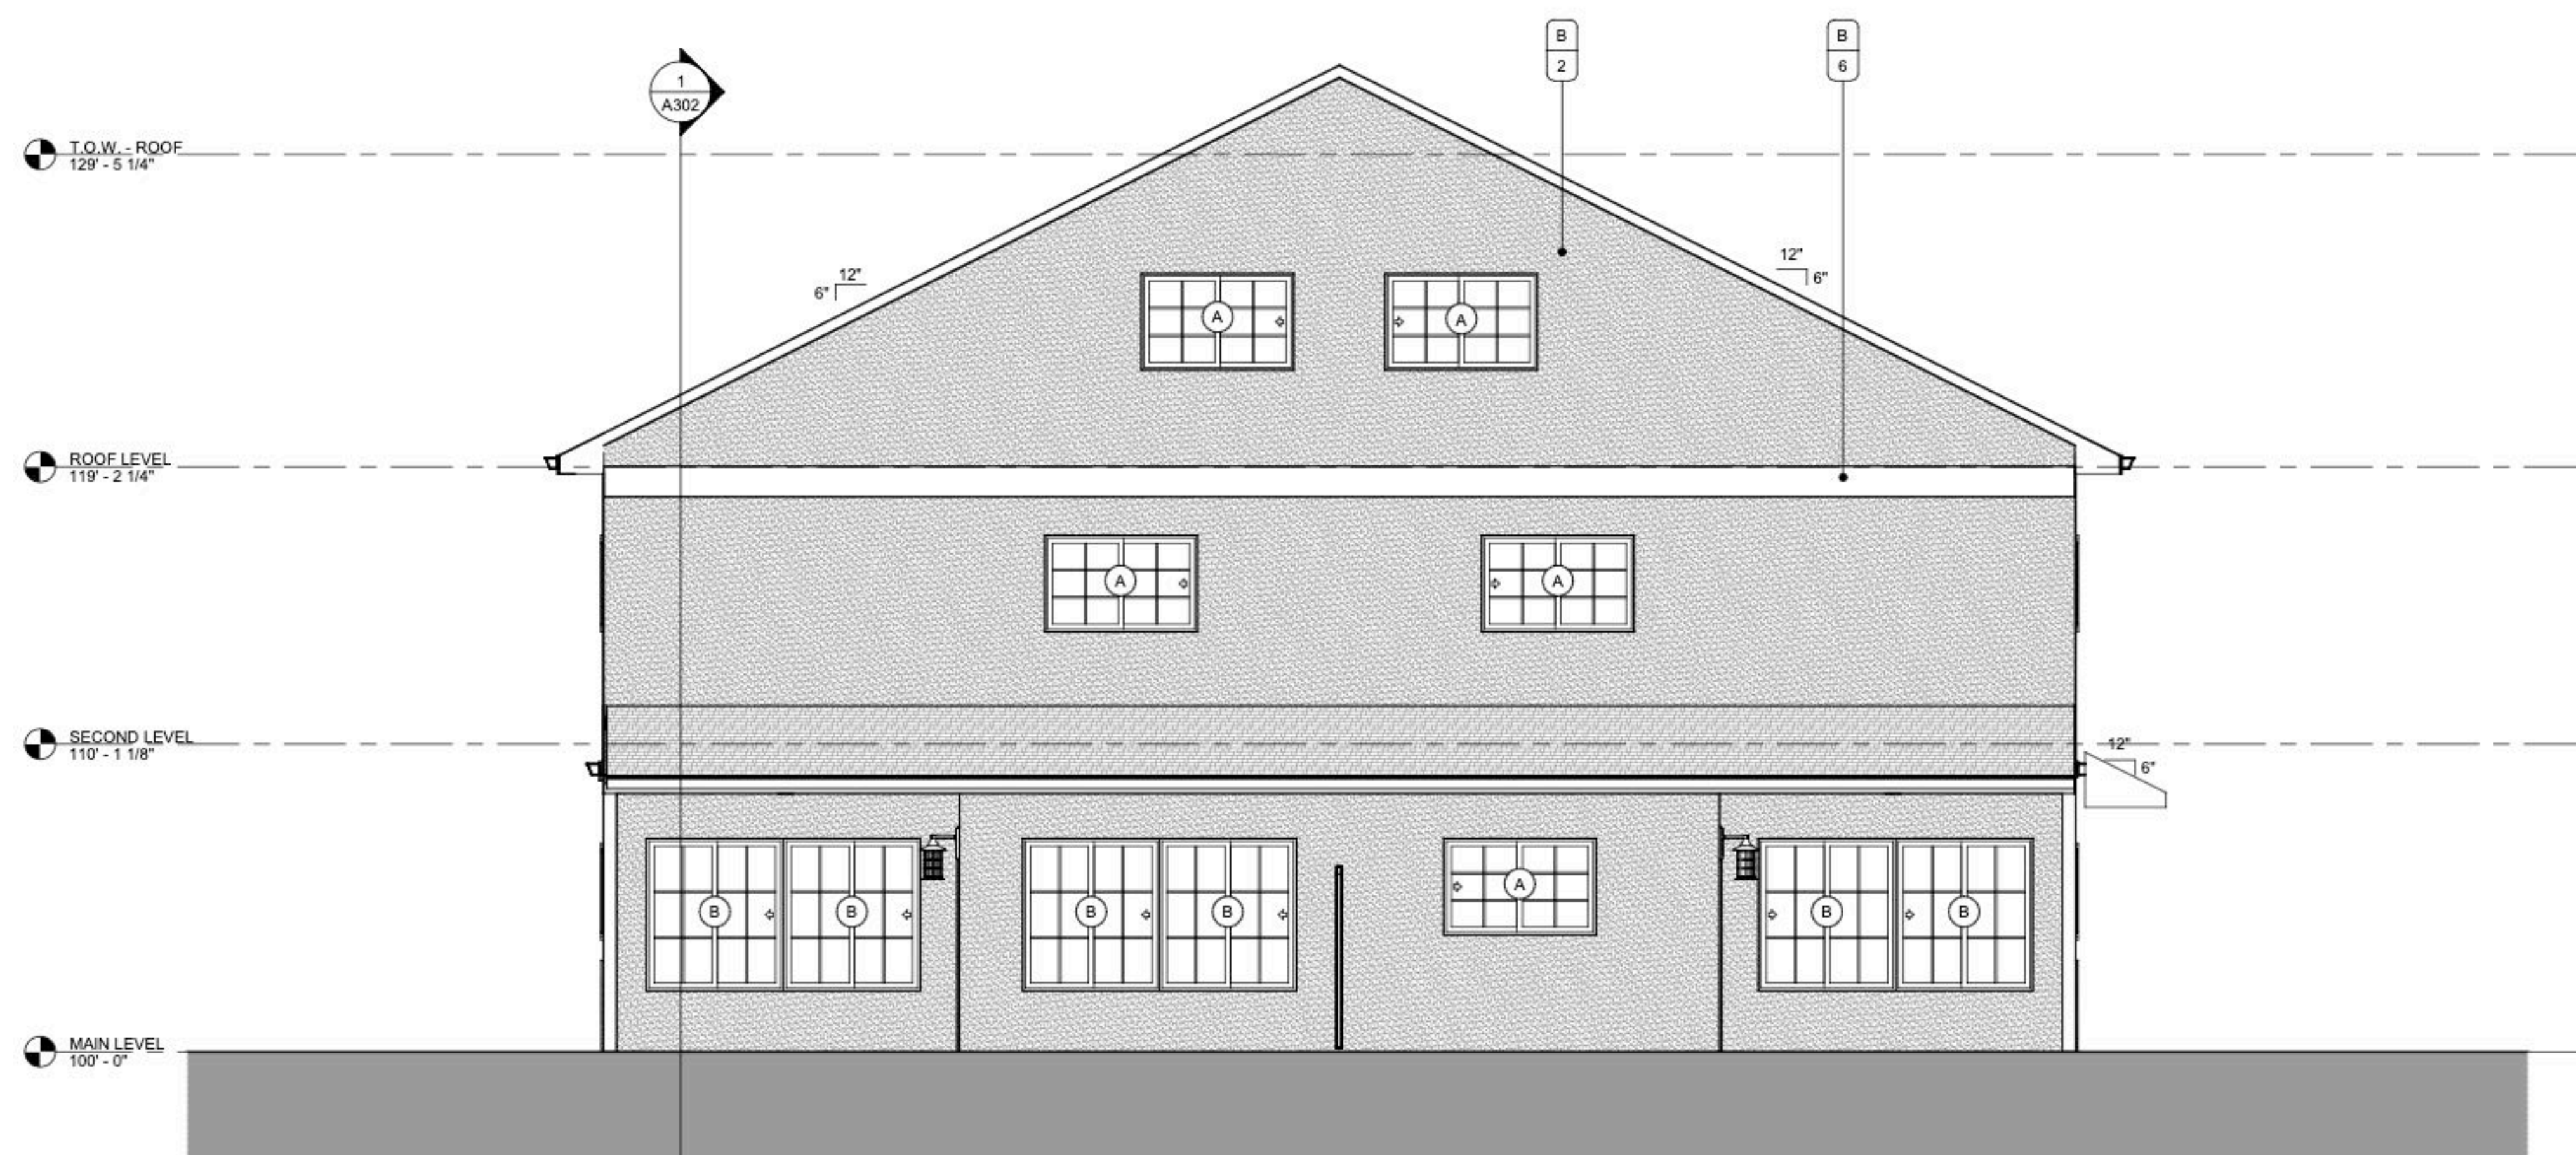 B
2
B
6
1
A302
T.O.W. - ROOF
129' - 5 1/4"
12"
6"
12"
6"
A
A
ROOF LEVEL
119' - 2 1/4"
A
A
SECOND LEVEL
110' - 1 1/8"
12"
6"
A
B
B
B
B
B
B
MAIN LEVEL
100' - 0"